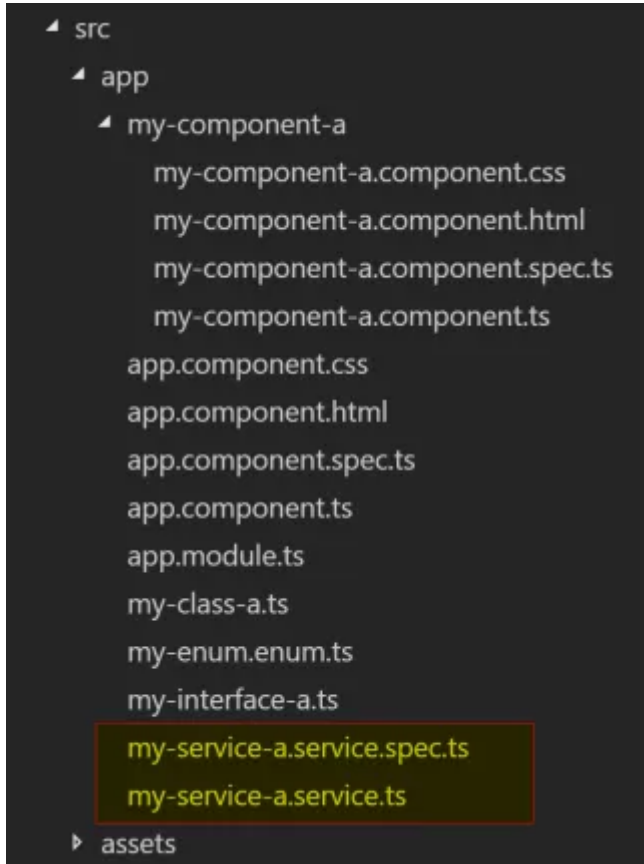 src
app
my-component-a
my-component-a.component.css
my-component-a.component.html
my-component-a.component.spec.ts
my-component-a.component.ts
app.component.css
app.component.html
app.component.spec.ts
app.component.ts
app.module.ts
my-class-a.ts
my-enum.enum.ts
my-interface-a.ts
my-service-a.service.spec.ts
my-service-a.service.ts
assets